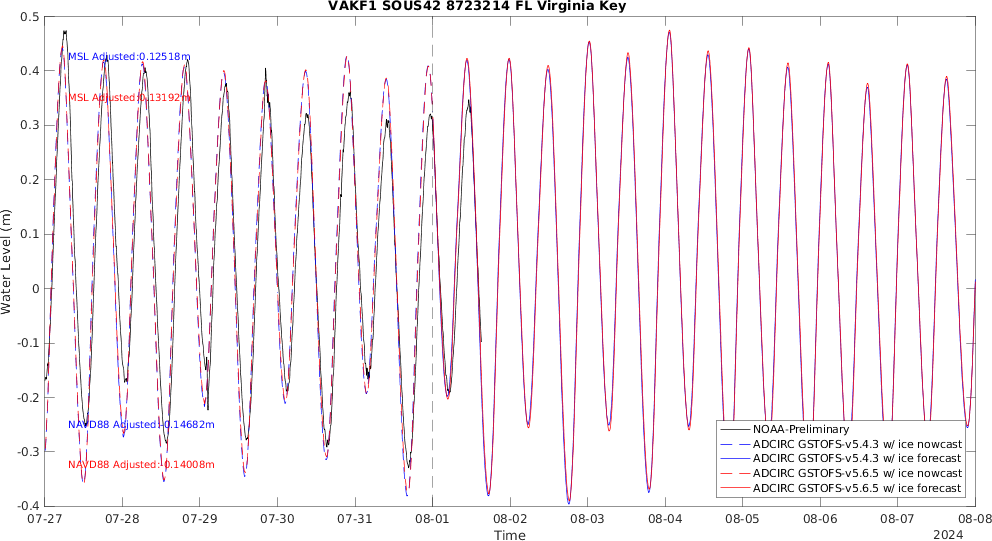 VAKF1 SOUS42 8723214 FL Virginia Key
0.5
0.4
0.3
0.2
0.1
0
-0.1
-0.2
-0.3
-0.4
Water Level (m)
MSL Adjusted:0.12518m
MSL Adjusted:0.13192m
NAVD88 Adjusted:-0.14682m
NAVD88 Adjusted:-0.14008m
NOAA-Preliminary
ADCIRC GSTOFS-v5.4.3 w/ ice nowcast
ADCIRC GSTOFS-v5.4.3 w/ ice forecast
ADCIRC GSTOFS-v5.6.5 w/ ice nowcast
ADCIRC GSTOFS-v5.6.5 w/ ice forecast
07-27 07-28 07-29 07-30 07-31 08-01 08-02 08-03 08-04 08-05 08-06 08-07 08-08
Time
2024